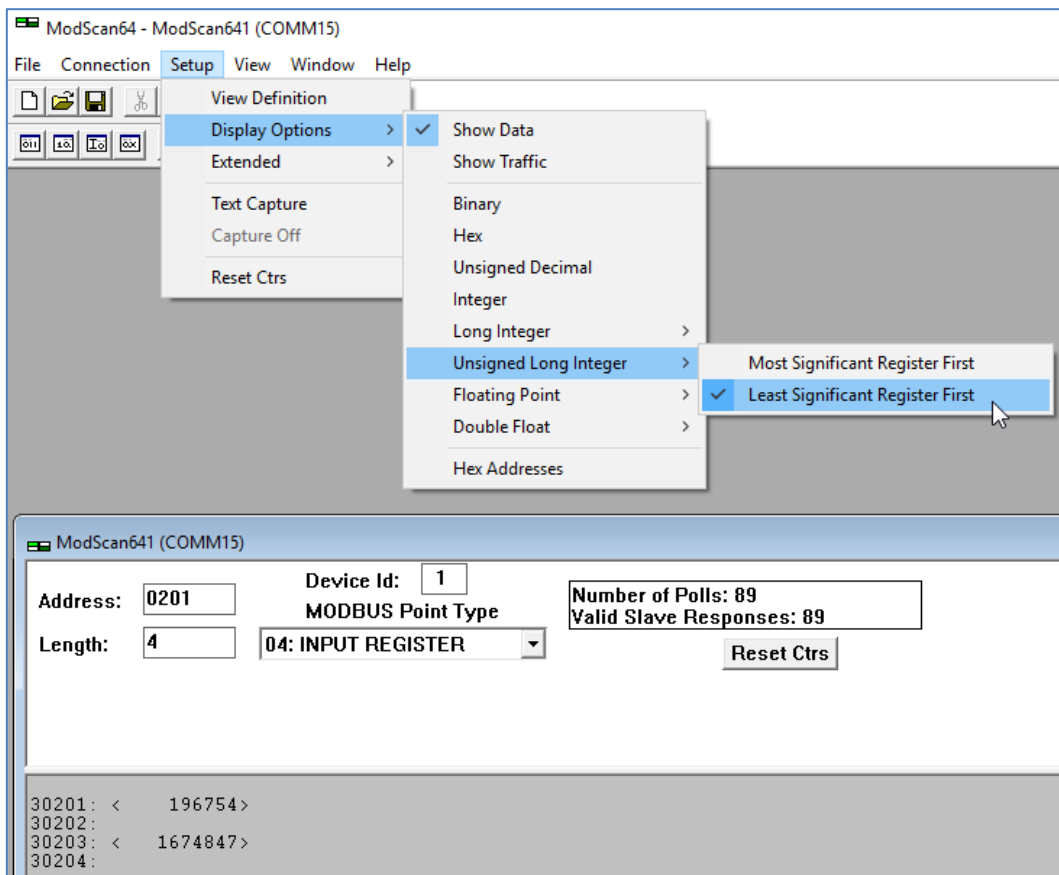 ModScan64 - ModScan641 (COMM15)
File Connection Setup View Window Help
View Definition
Display Options
Extended
Text Capture
Capture Off
Reset Ctrs
Show Data
Show Traffic
Binary
Hex
Unsigned Decimal
Integer
Long Integer
Unsigned Long Integer
Floating Point
Double Float
Hex Addresses
Most Significant Register First
Least Significant Register First
ModScan641 (COMM15)
Address: 0201
Length: 4
Device Id: 1
MODBUS Point Type
04: INPUT REGISTER
Number of Polls: 89
Valid Slave Responses: 89
Reset Ctrs
30201: < 196754>
30202:
30203: < 1674847>
30204: